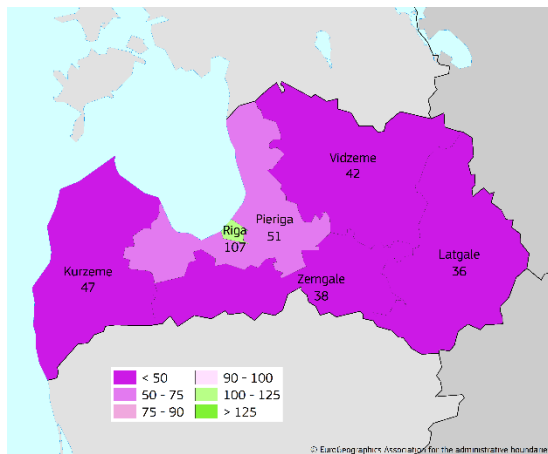 Vidzeme
42
Riga
107
Pieriga
51
Latgale
36
Kurzeme
47
Zemgale
38
< 50
90 - 100
50 - 75
100 - 125
75 - 90
> 125
© EuroGeographics Association for the administrative boundarie